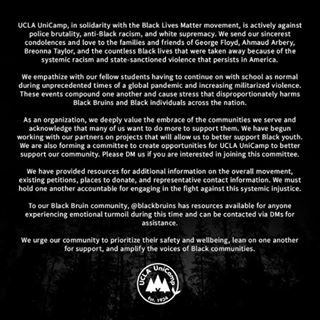 UCLA UniCamp, in solidarity with the Black Lives Matter movement, is actively against
police brutality, anti-Black racism, and white supremacy. We send our sincerest
condolences and love to the families and friends of George Floyd, Ahmaud Arbery,
Breonna Taylor, and the countless Black lives that were taken away because of the
systemic racism and state-sanctioned violence that persists in America.
We empathize with our fellow students having to continue on with school as normal
during unprecedented times of a global pandemic and increasing militarized violence.
These events compound one another and cause stress that disproportionately harms
Black Bruins and Black individuals across the nation.
As an organization, we deeply value the embrace of the communities we serve and
acknowledge that many of us want to do more to support them. We have begun
working with our partners on projects that will allow us to better support Black youth.
We are also forming a committee to create opportunities for UCLA UniCamp to better
support our community. Please DM us if you are interested in joining this committee.
We have provided resources for additional information on the overall movement,
existing petitions, places to donate, and representative contact information. We must
hold one another accountable for engaging in the fight against this systemic injustice.
To our Black Bruin community, @blackbruins has resources available for anyone
experiencing emotional turmoil during this time and can be contacted via DMs for
assistance.
We urge our community to prioritize their safety and wellbeing, lean on one another
for support, and amplify the voices of Black communities.
UCLA UniCamp
Est. 1934